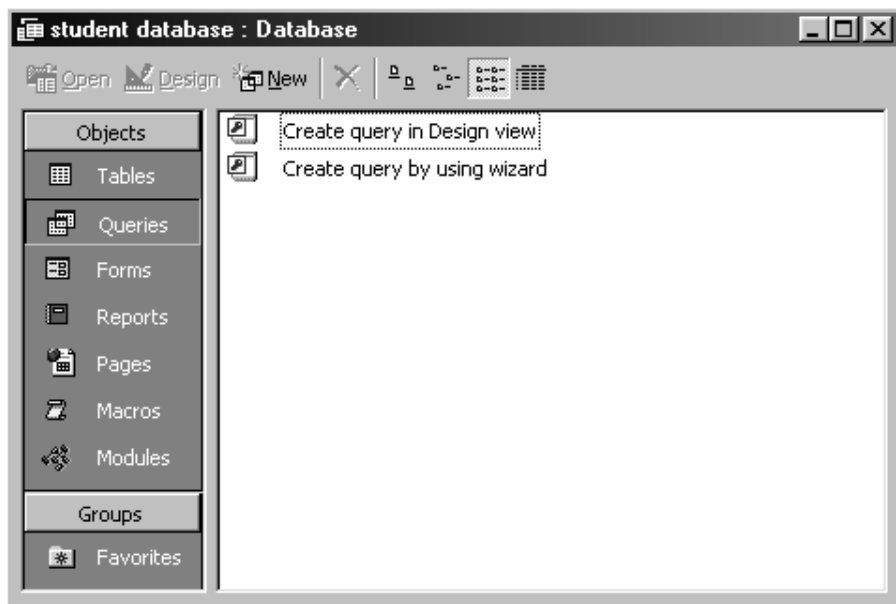 student database : Database
Open Design New
Objects
Tables
Queries
Forms
Reports
Pages
Macros
Modules
Groups
Favorites
Create query in Design view
Create query by using wizard